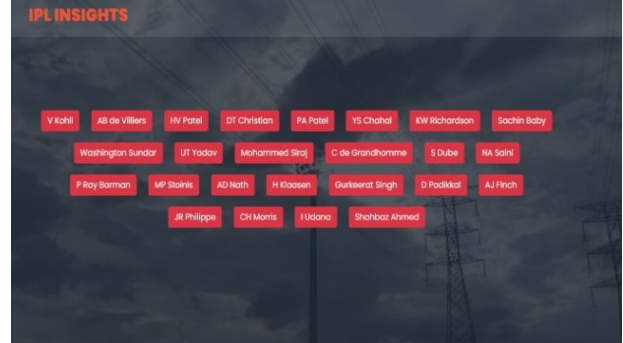 IPL INSIGHTS
V Kohli AB de Villiers HV Patel DT Christian PA Patel YS Chahal KW Richardson Sachin Baby
Washington Sundar UT Yadav Mohammed Siraj C de Grandhomme S Dube NA Saini
P Ray Barman MP Stoinis AD Nath H Klaasen Gurkeerat Singh D Padikkal AJ Finch
JR Philippe CH Morris I Udana Shahbaz Ahmed